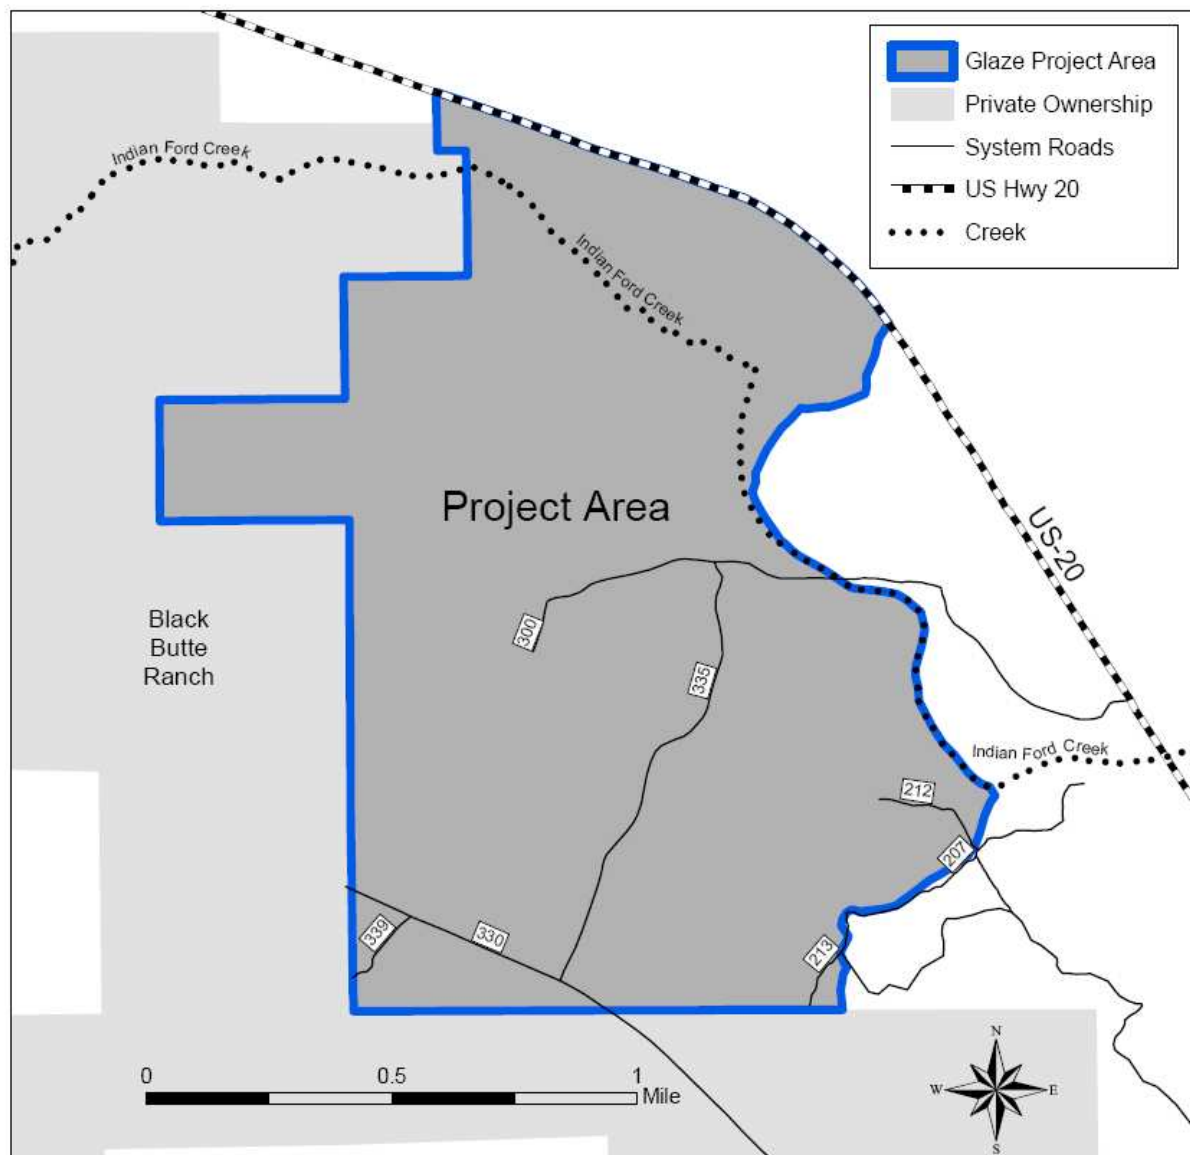 Glaze Project Area
Private Ownership
System Roads
US Hwy 20
Creek
Indian Ford Creek
Indian Ford Creek
Project Area
US-20
Black
Butte
Ranch
300
335
Indian Ford Creek
212
207
339
330
213
N
W
E
S
0
0.5
1
Mile